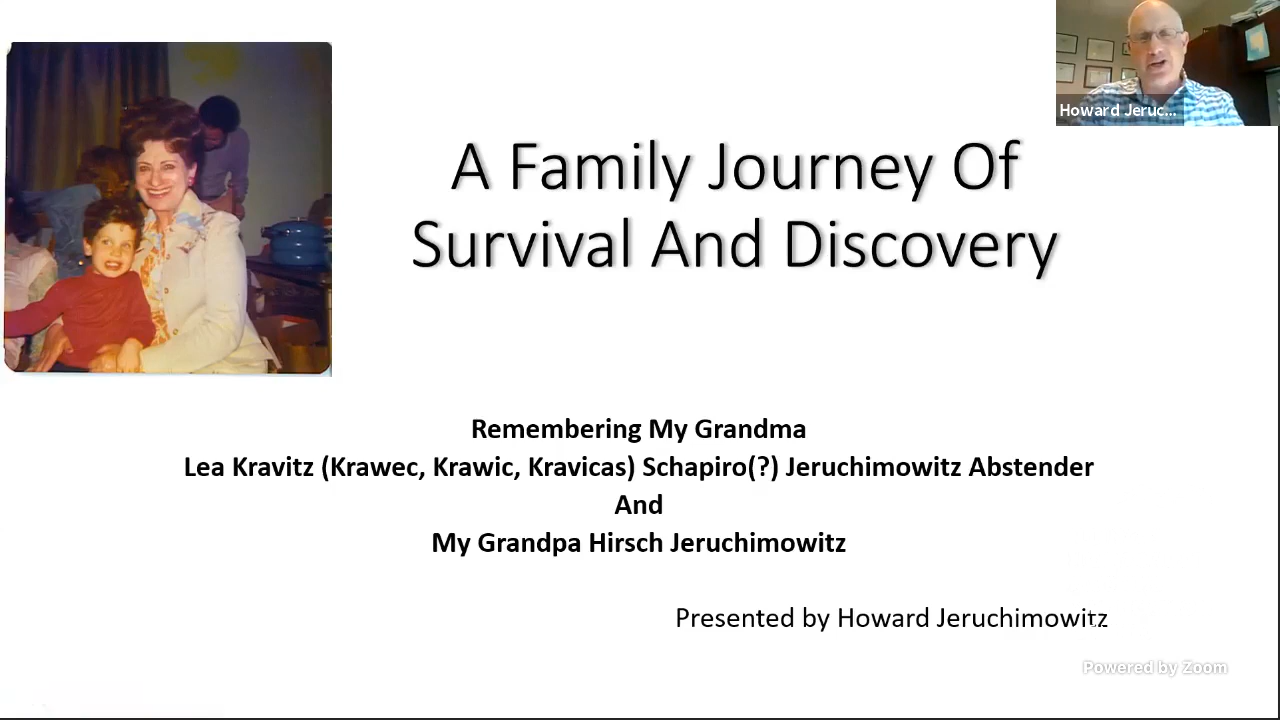 Howard Jeruc...
A Family Journey Of
Survival And Discovery
Remembering My Grandma
Lea Kravitz (Krawec, Krawic, Kravicas) Schapiro(?) Jeruchimowitz Abstender
And
My Grandpa Hirsch Jeruchimowitz
Presented by Howard Jeruchimowitz
Powered by Zoom